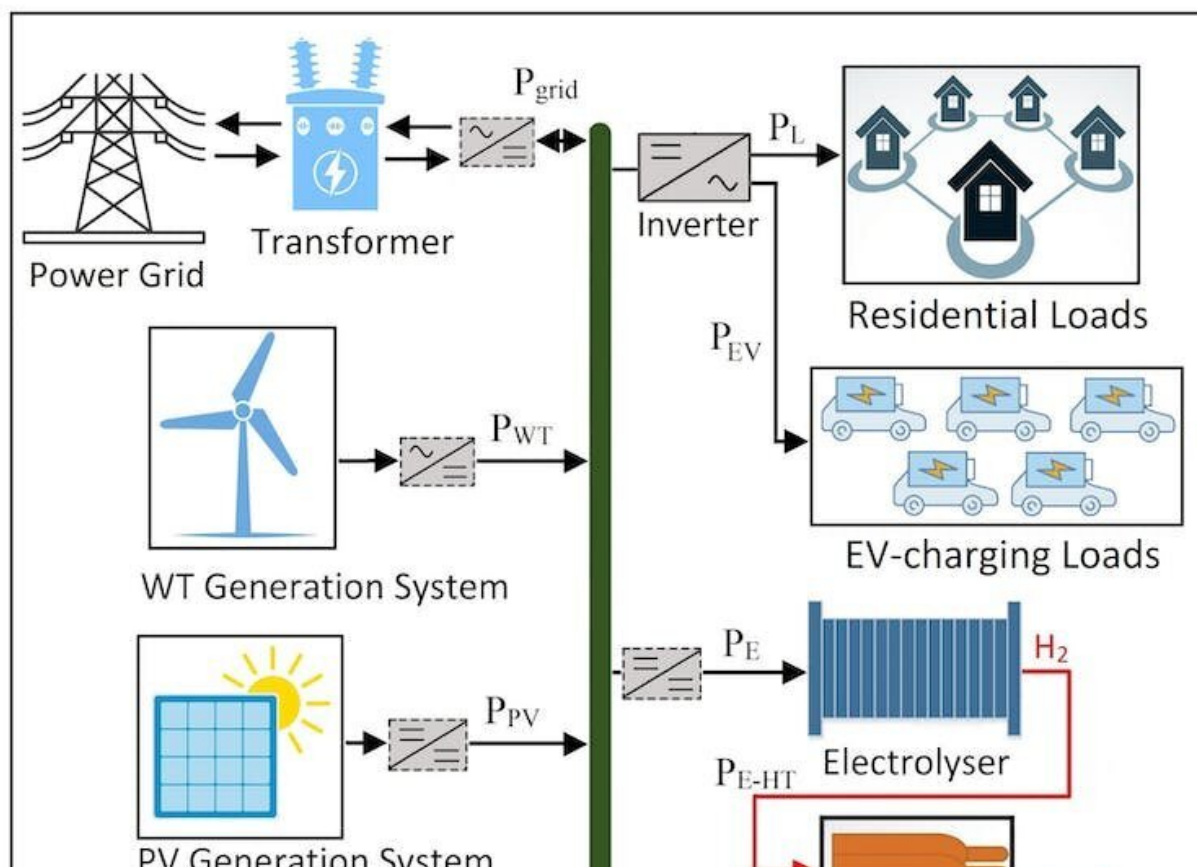 P_grid
Transformer
Power Grid
P_L
Inverter
Residential Loads
P_EV
EV-charging Loads
P_WT
WT Generation System
P_E
H₂
Electrolyser
P_PV
P_E-HT
PV Generation System